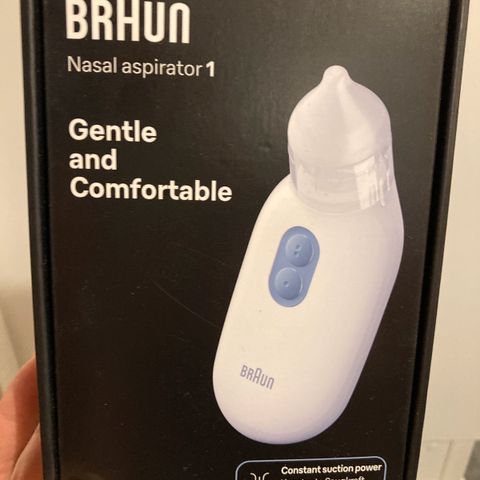 BRAUN
Nasal aspirator 1
Gentle
and
Comfortable
BRAUN
Constant suction power